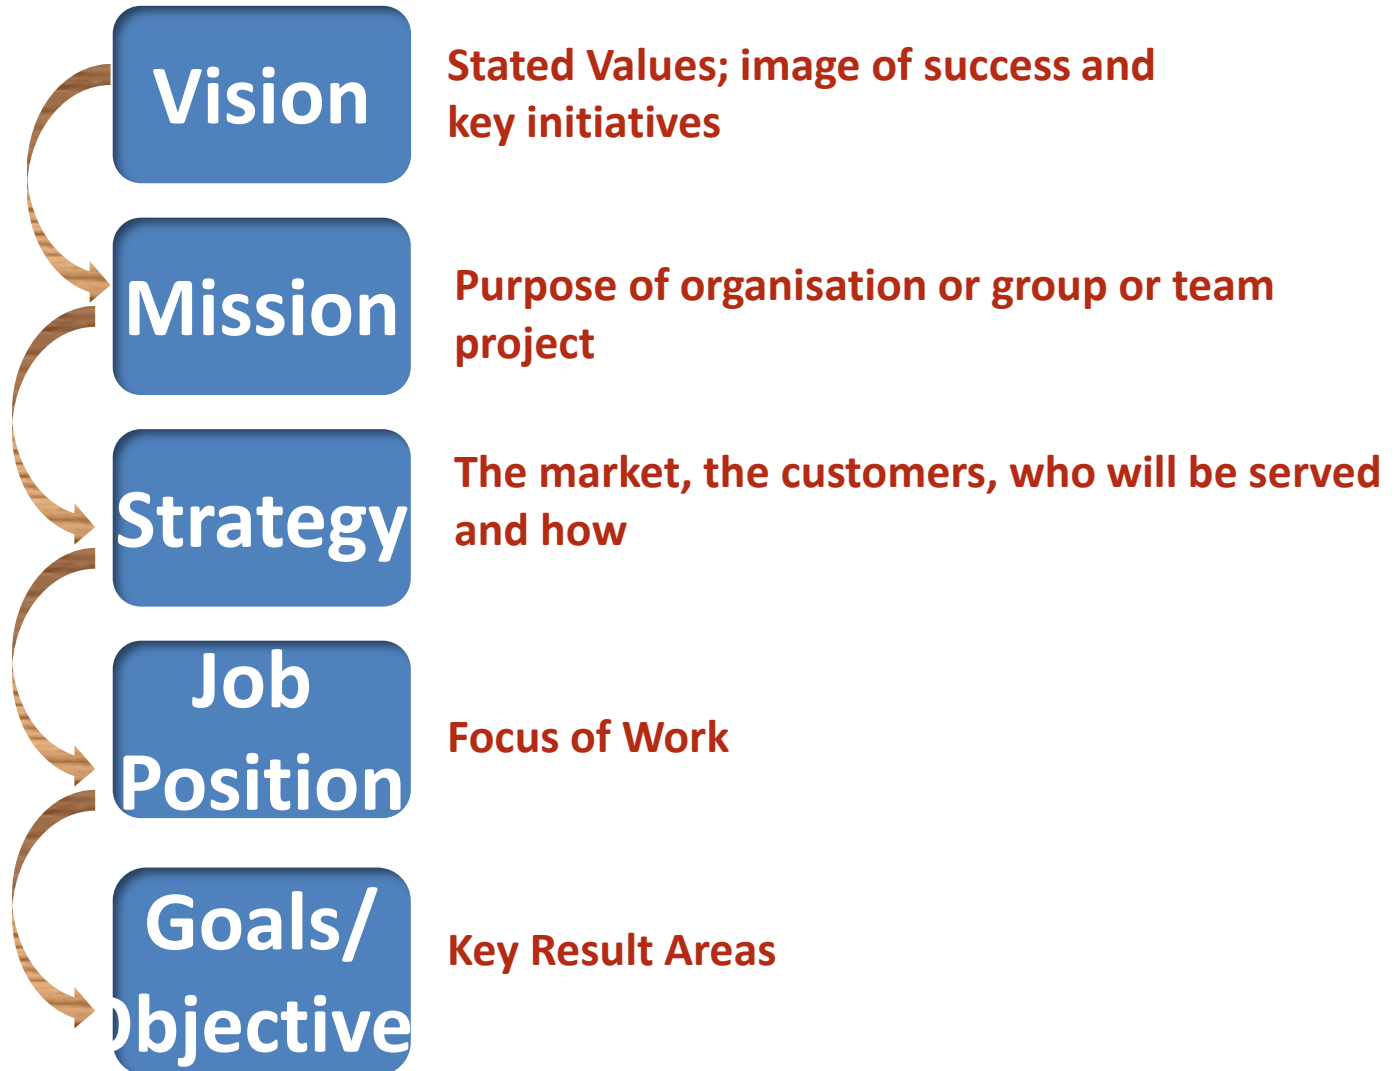 Vision
Stated Values; image of success and
key initiatives
Mission
Purpose of organisation or group or team
project
Strategy
The market, the customers, who will be served
and how
Job
Position
Focus of Work
Goals/
Objective
Key Result Areas